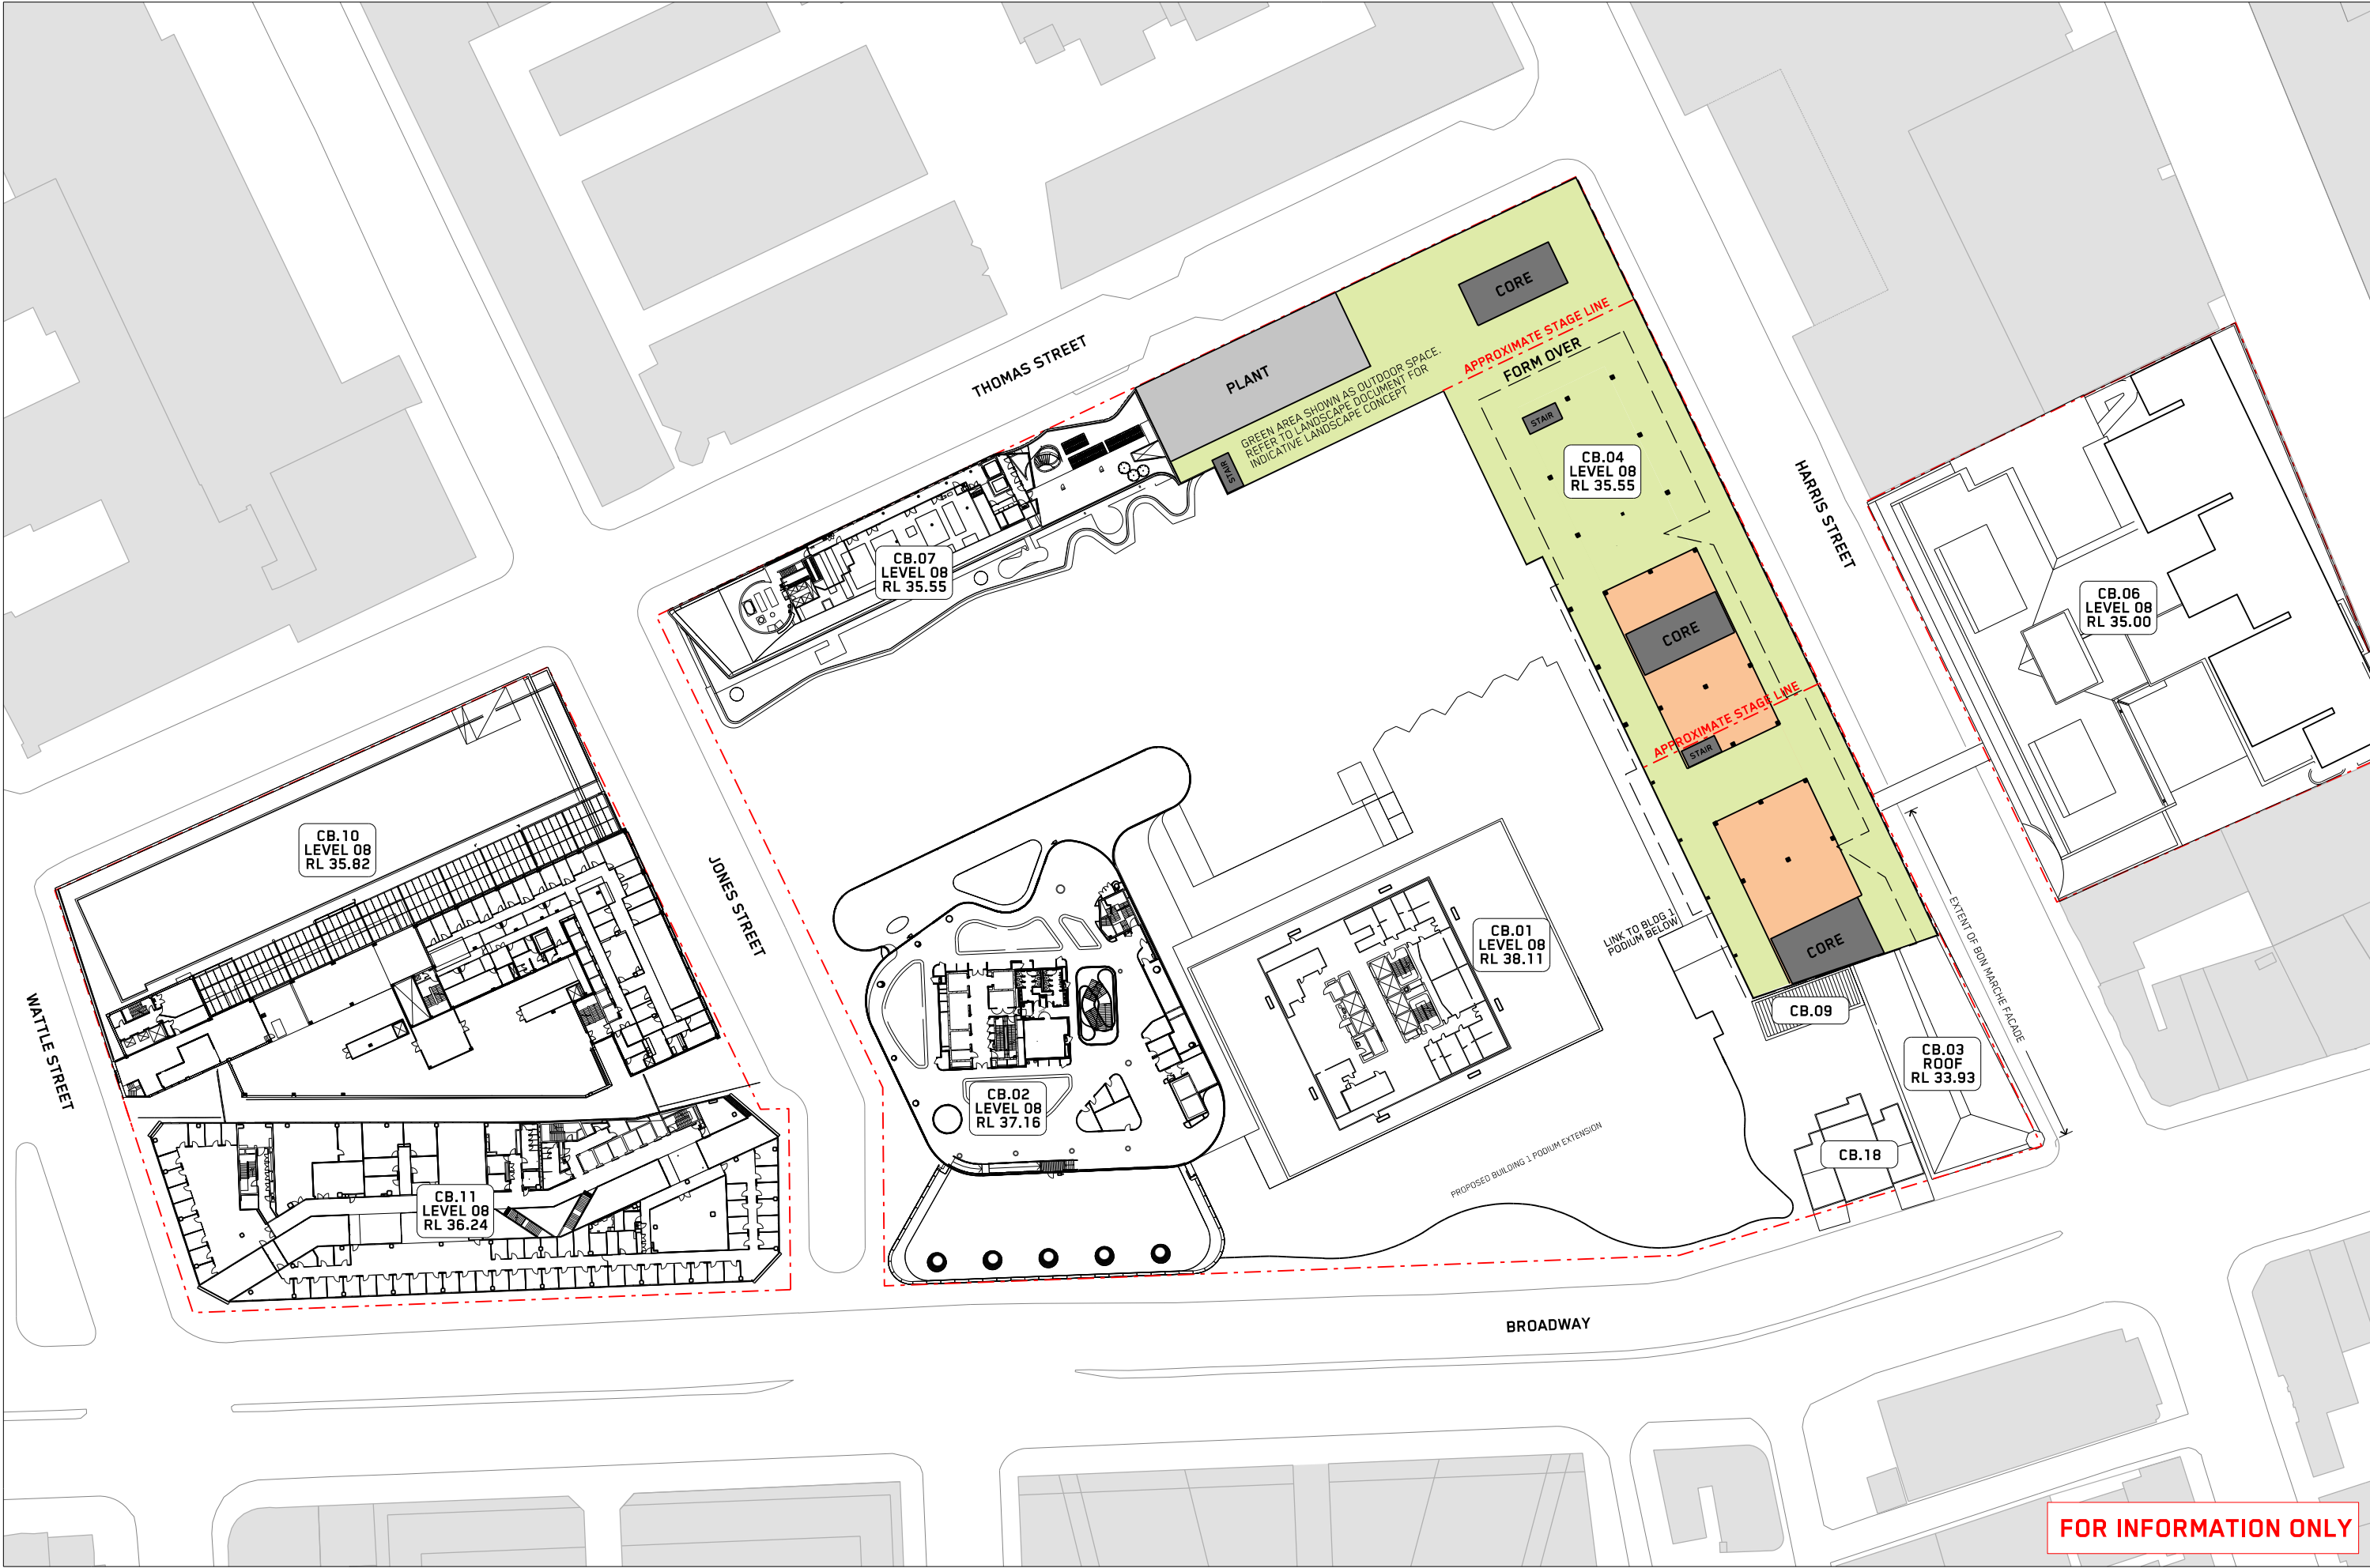 THOMAS STREET
CORE
APPROXIMATE STAGE LINE
FORM OVER
PLANT
GREEN AREA SHOWN AS OUTDOOR SPACE.
REFER TO LANDSCAPE DOCUMENT FOR
INDICATIVE LANDSCAPE CONCEPT
STAIR
STAIR
CB.04
LEVEL 08
RL 35.55
HARRIS STREET
CB.07
LEVEL 08
RL 35.55
CB.06
LEVEL 08
RL 35.00
CORE
APPROXIMATE STAGE LINE
STAIR
CB.10
LEVEL 08
RL 35.82
JONES STREET
CB.01
LEVEL 08
RL 38.11
LINK TO BLDG 1
PODIUM BELOW
CORE
EXTENT OF BON MARCHE FACADE
WATTLE STREET
CB.09
CB.03
ROOF
RL 33.93
CB.02
LEVEL 08
RL 37.16
CB.18
PROPOSED BUILDING 1 PODIUM EXTENSION
CB.11
LEVEL 08
RL 36.24
BROADWAY
FOR INFORMATION ONLY